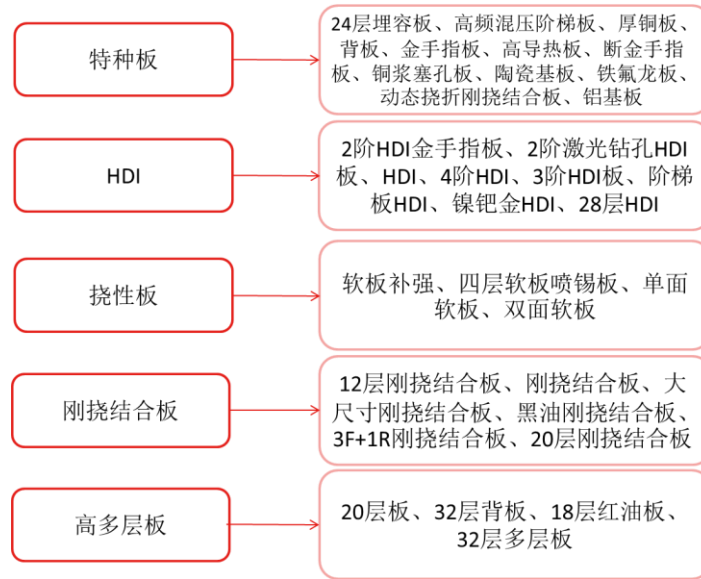 特种板
24层埋容板、高频混压阶梯板、厚铜板、
背板、金手指板、高导热板、断金手指
板、铜浆塞孔板、陶瓷基板、铁氟龙板、
动态挠折刚挠结合板、铝基板
HDI
2阶HDI金手指板、2阶激光钻孔HDI
板、HDI、4阶HDI、3阶HDI板、阶梯
板HDI、镍钯金HDI、28层HDI
挠性板
软板补强、四层软板喷锡板、单面
软板、双面软板
刚挠结合板
12层刚挠结合板、刚挠结合板、大
尺寸刚挠结合板、黑油刚挠结合板、
3F+1R刚挠结合板、20层刚挠结合板
高多层板
20层板、32层背板、18层红油板、
32层多层板